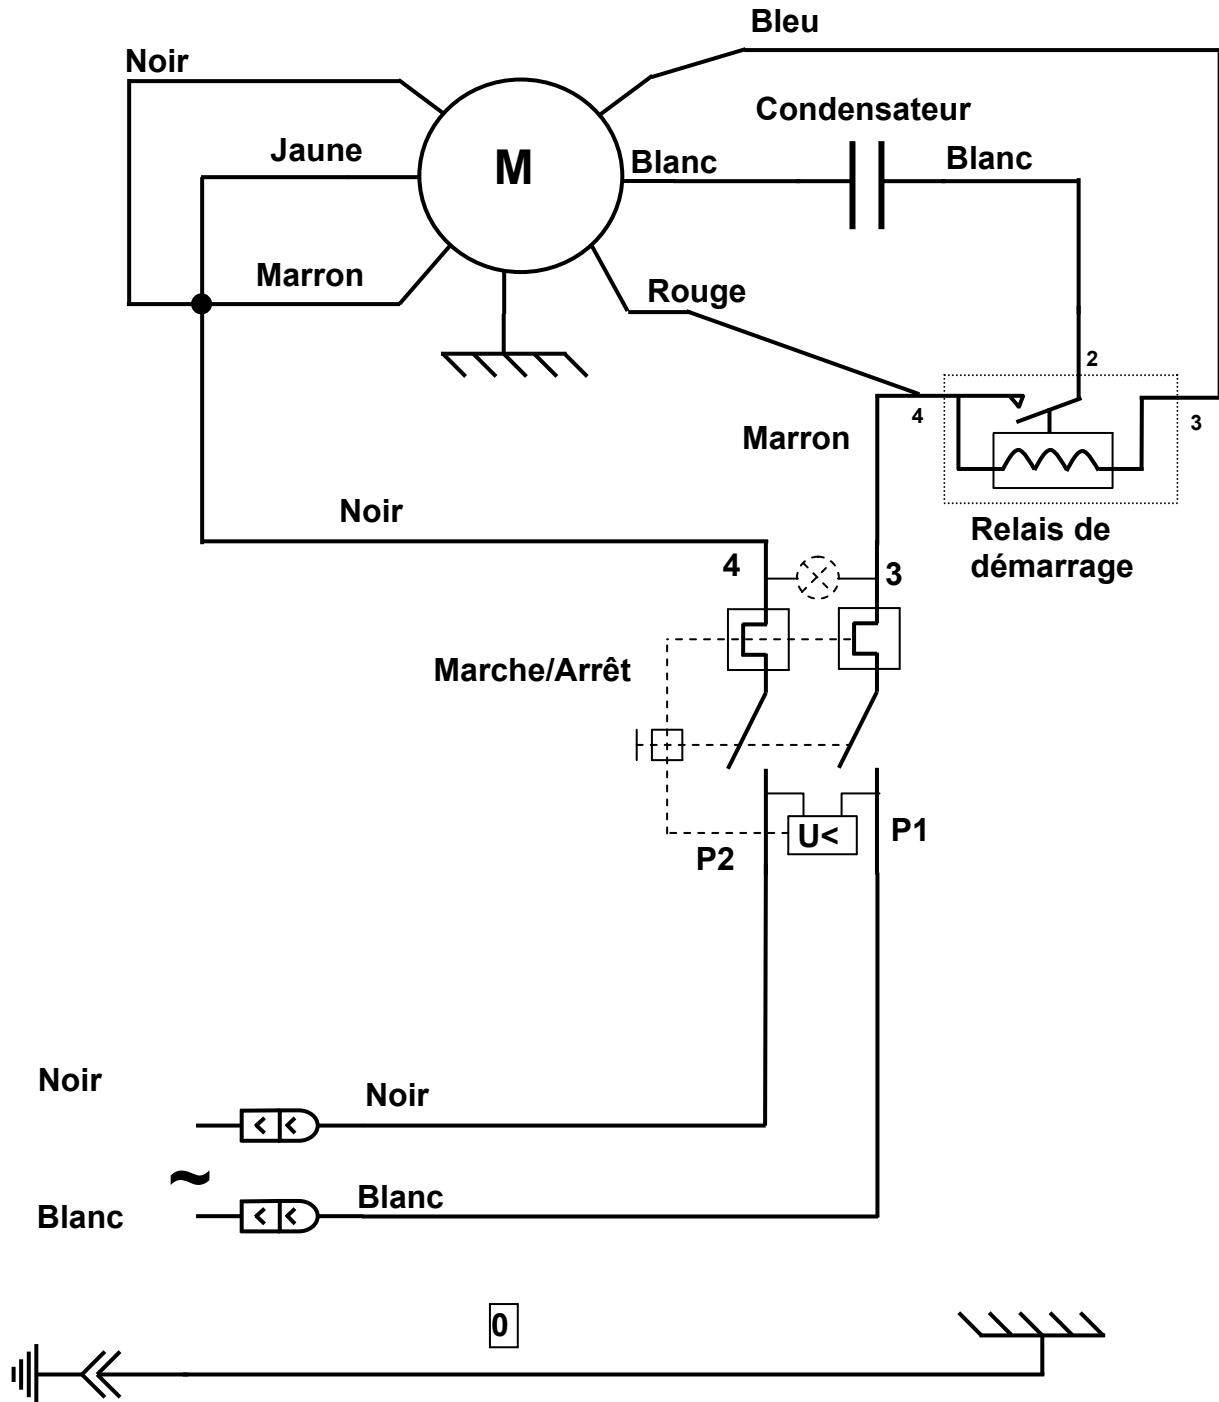 Bleu
Noir
Condensateur
Jaune
M
Blanc
Blanc
Marron
Rouge
2
4
3
Marron
Noir
Relais de
démarrage
4
3
Marche/Arrêt
U<
P1
P2
Noir
Noir
~
Blanc
Blanc
0